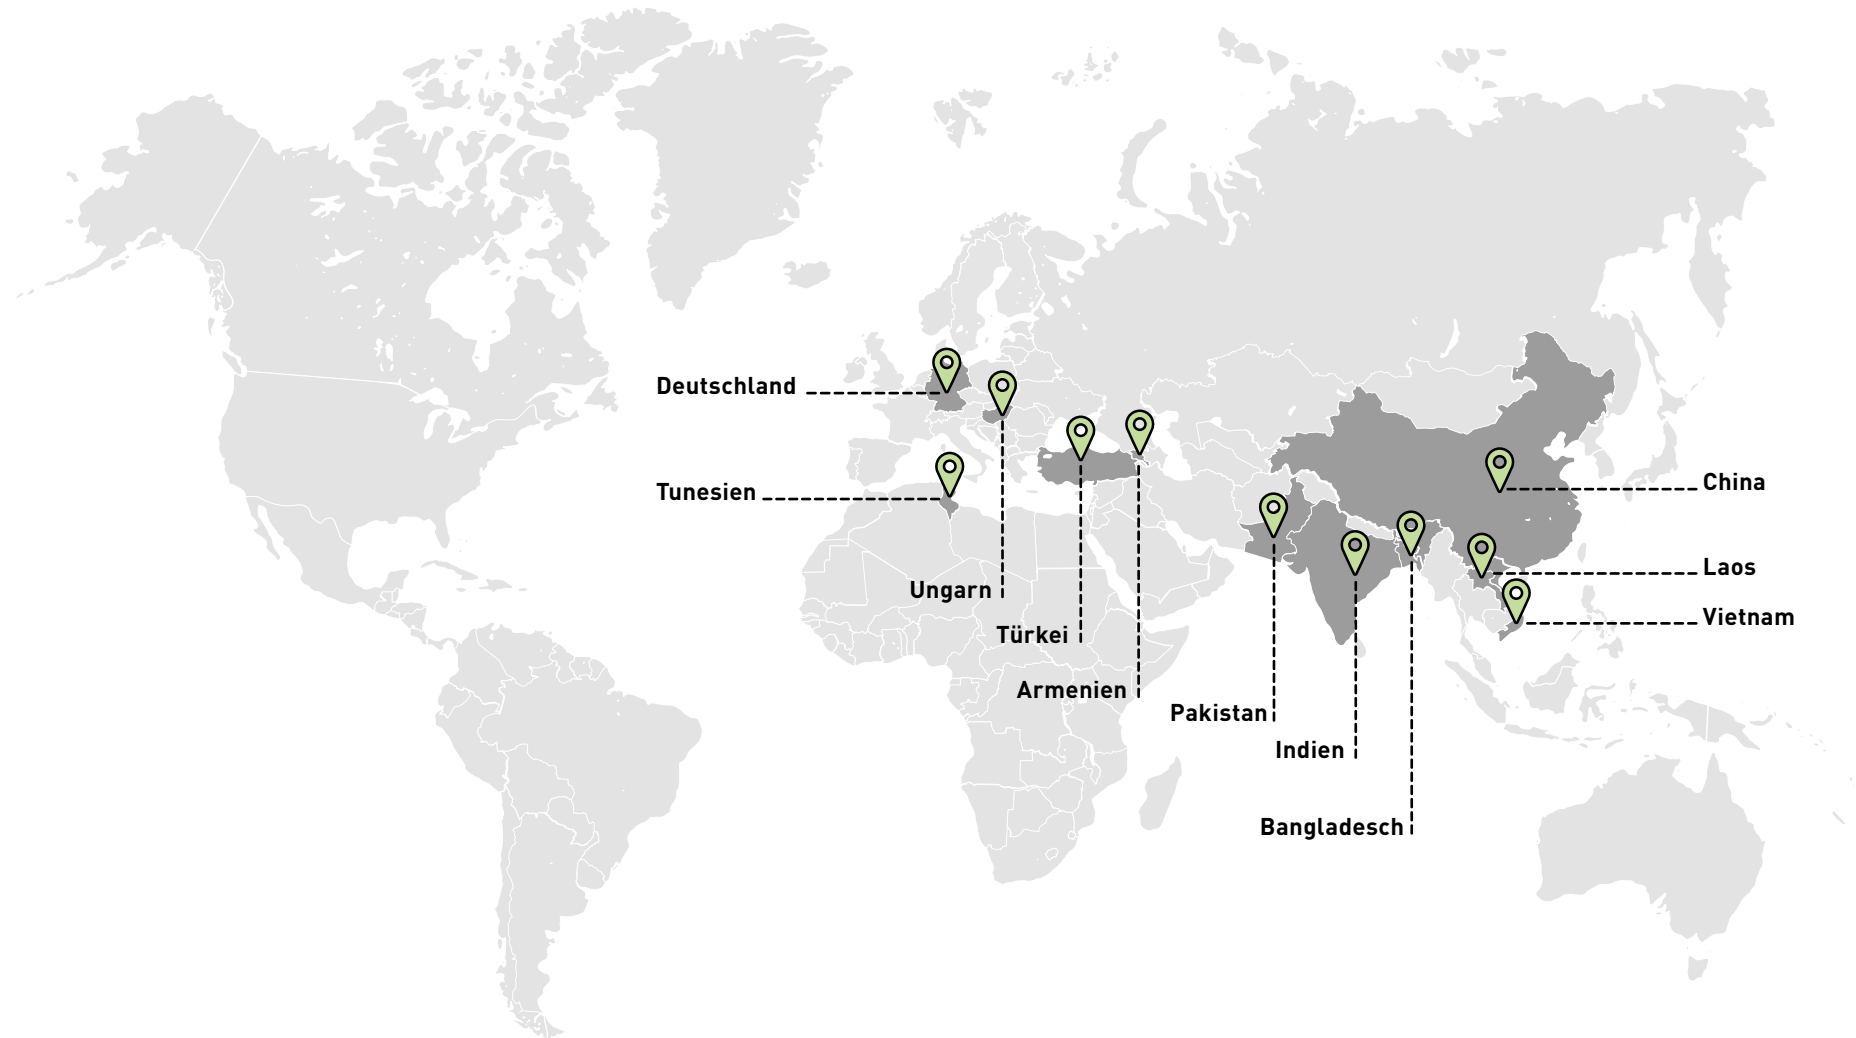 Deutschland
Tunesien
Ungarn
Türkei
Armenien
Pakistan
Indien
Bangladesch
China
Laos
Vietnam